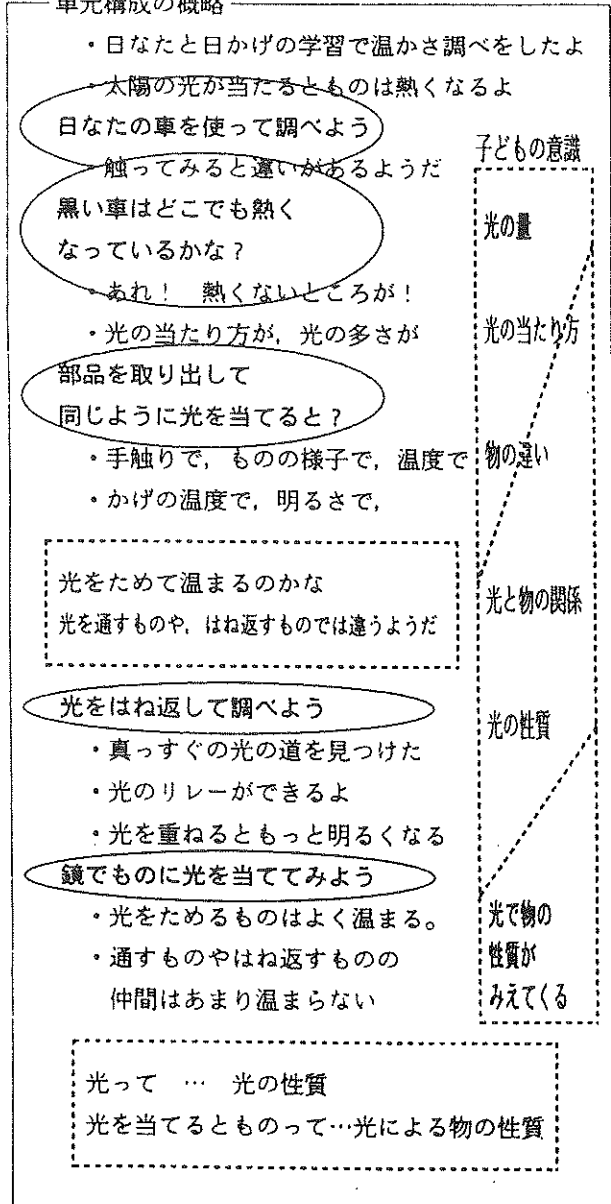 単元構成の概略
・日なたと日かげの学習で温かさ調べをしたよ
・太陽の光が当たるとものは熱くなるよ
日なたの車を使って調べよう
・触ってみると違いがあるようだ
黒い車はどこでも熱く
なっているかな？
・あれ！　熱くないところが！
・光の当たり方が，光の多さが
部品を取り出して
同じように光を当てると？
・手触りで，ものの様子で，温度で
・かげの温度で，明るさで，
光をためて温まるのかな
光を通すものや，はね返すものでは違うようだ
光をはね返して調べよう
・真っすぐの光の道を見つけた
・光のリレーができるよ
・光を重ねるともっと明るくなる
鏡でものに光を当ててみよう
・光をためるものはよく温まる。
・通すものやはね返すものの
仲間はあまり温まらない
光って　…　光の性質
光を当てるとものって…光による物の性質
子どもの意識
光の量
光の当たり方
物の違い
光と物の関係
光の性質
光で物の
性質が
みえてくる